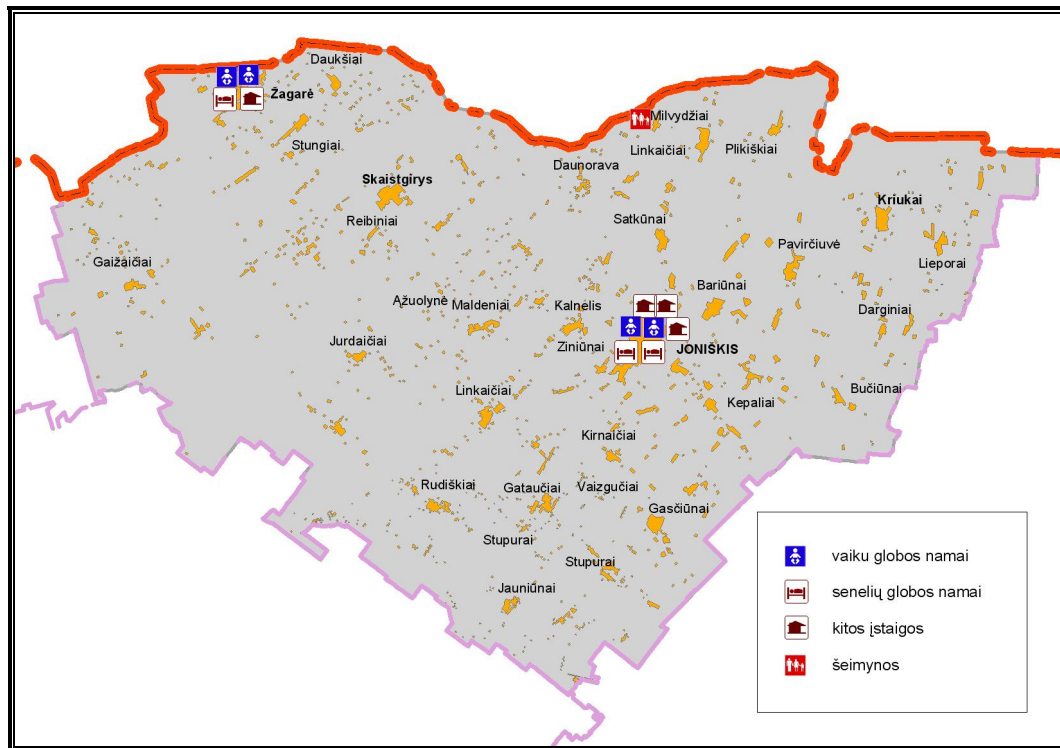 Daukšiai
Žagarė
Milvydžiai
Stungiai
Linkaičiai
Plikiškiai
Daunorava
Skaistgirys
Kriukai
Reibiniai
Satkūnai
Pavirčiuvė
Gaižaičiai
Lieporai
Bariūnai
Ąžuolynė
Maldeniai
Kalnelis
Darginiai
Jurdaičiai
Ziniūnai
JONIŠKIS
Linkaičiai
Bučiūnai
Kepaliai
Kirnaičiai
Rudiškiai
Gataučiai
Vaizgučiai
Gasčiūnai
Stupurai
Stupurai
Jauniūnai
vaiku globos namai
senelių globos namai
kitos įstaigos
šeimynos